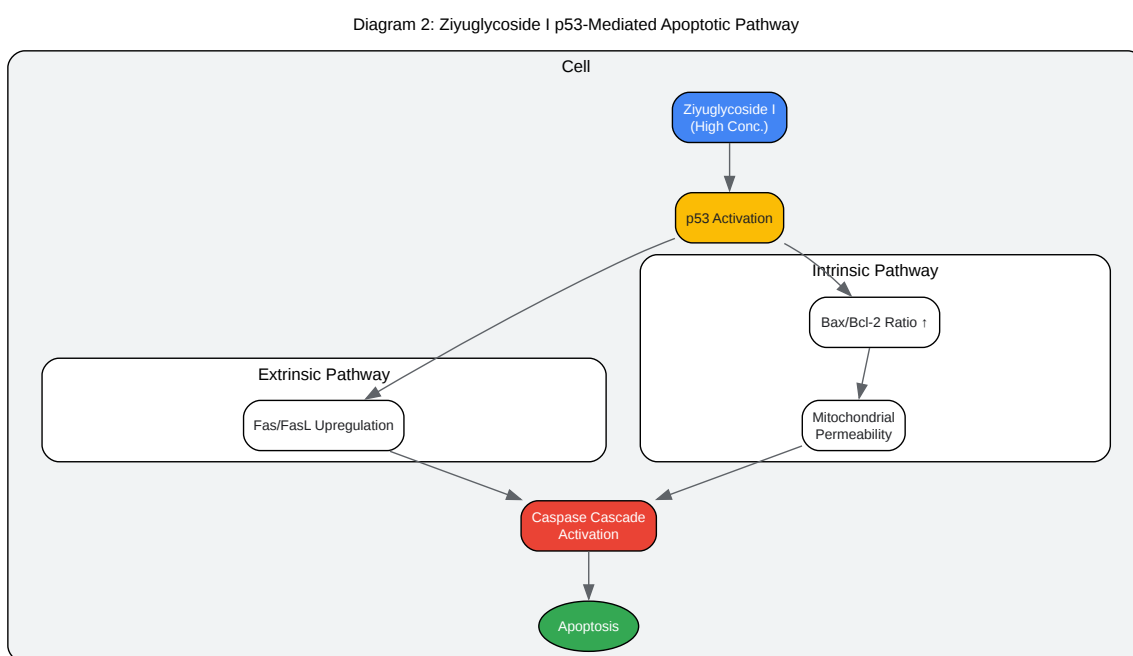 Diagram 2: Ziyuglycoside I p53-Mediated Apoptotic Pathway
Cell
Ziyuglycoside I
(High Conc.)
p53 Activation
Intrinsic Pathway
Bax/Bcl-2 Ratio ↑
Extrinsic Pathway
Fas/FasL Upregulation
Mitochondrial
Permeability
Caspase Cascade
Activation
Apoptosis